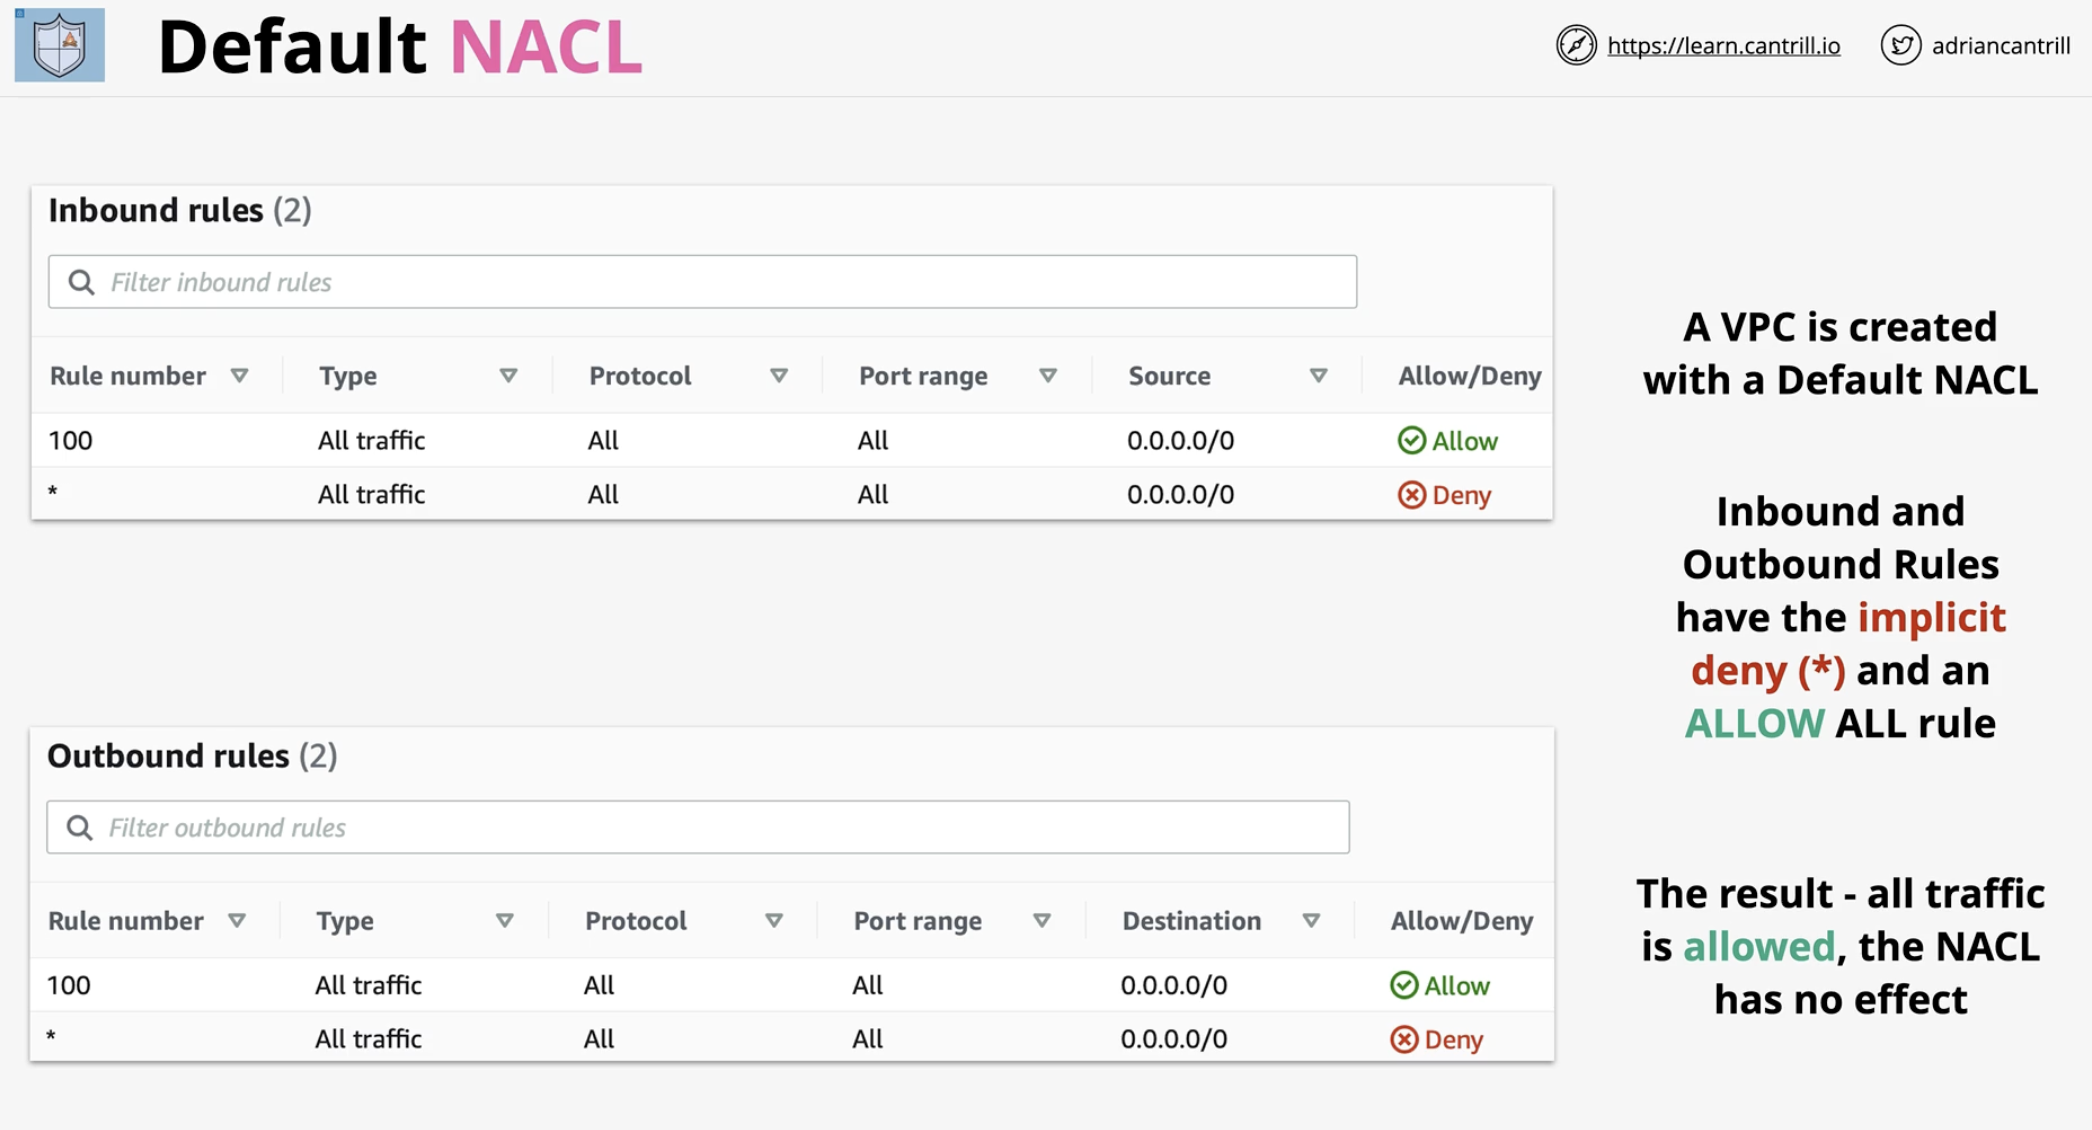 Default NACL
https://learn.cantrill.io
adriancantrill
Inbound rules (2)
Filter inbound rules
Rule number Type Protocol Port range Source Allow/Deny
100 All traffic All All 0.0.0.0/0 Allow
* All traffic All All 0.0.0.0/0 Deny
Outbound rules (2)
Filter outbound rules
Rule number Type Protocol Port range Destination Allow/Deny
100 All traffic All All 0.0.0.0/0 Allow
* All traffic All All 0.0.0.0/0 Deny
A VPC is created
with a Default NACL
Inbound and
Outbound Rules
have the implicit
deny (*) and an
ALLOW ALL rule
The result - all traffic
is allowed, the NACL
has no effect